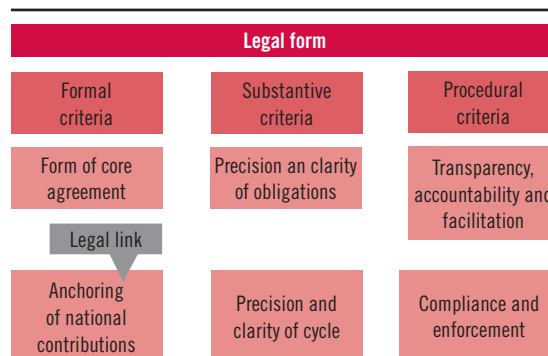 Legal form
Formal
criteria
Substantive
criteria
Procedural
criteria
Form of core
agreement
Precision an clarity
of obligations
Transparency,
accountability and
facilitation
Legal link
Anchoring
of national
contributions
Precision and
clarity of cycle
Compliance and
enforcement